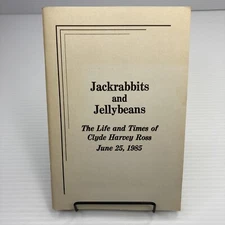 Jackrabbits
and
Jellybeans
The Life and Times of
Clyde Harvey Ross
June 25, 1985